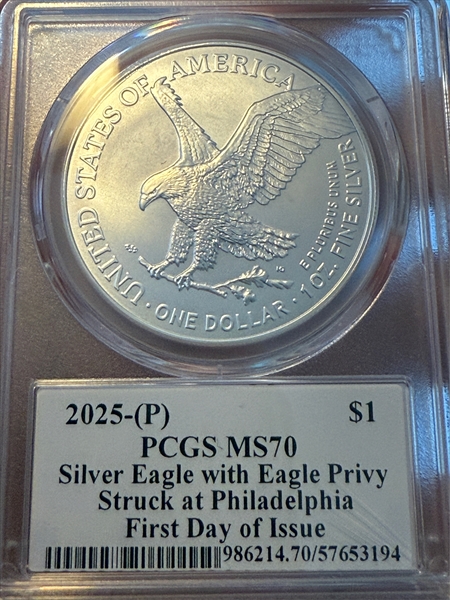 UNITED STATES OF AMERICA
E PLURIBUS UNUM
1 OZ. FINE SILVER
· ONE DOLLAR ·
2025-(P) $1
PCGS MS70
Silver Eagle with Eagle Privy
Struck at Philadelphia
First Day of Issue
986214.70/57653194